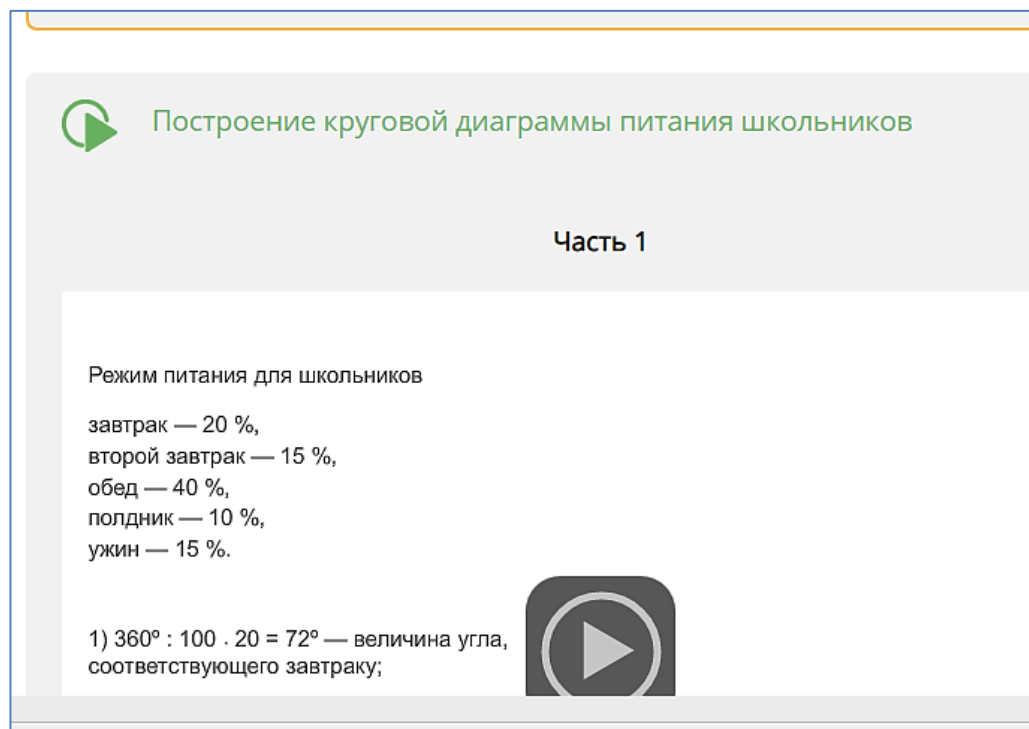 Построение круговой диаграммы питания школьников
Часть 1
Режим питания для школьников
завтрак — 20 %,
второй завтрак — 15 %,
обед — 40 %,
полдник — 10 %,
ужин — 15 %.
1) 360º : 100 · 20 = 72º — величина угла,
соответствующего завтраку;